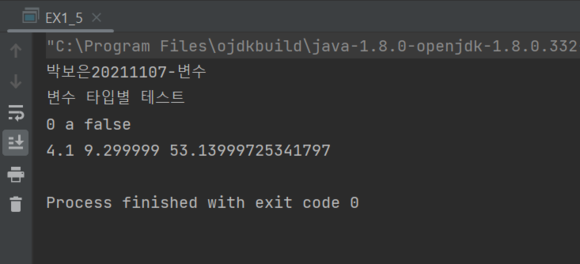 EX1_5
"C:\Program Files\ojdkbuild\java-1.8.0-openjdk-1.8.0.332
박보은20211107-변수
변수 타입별 테스트
0 a false
4.1 9.299999 53.13999725341797
Process finished with exit code 0